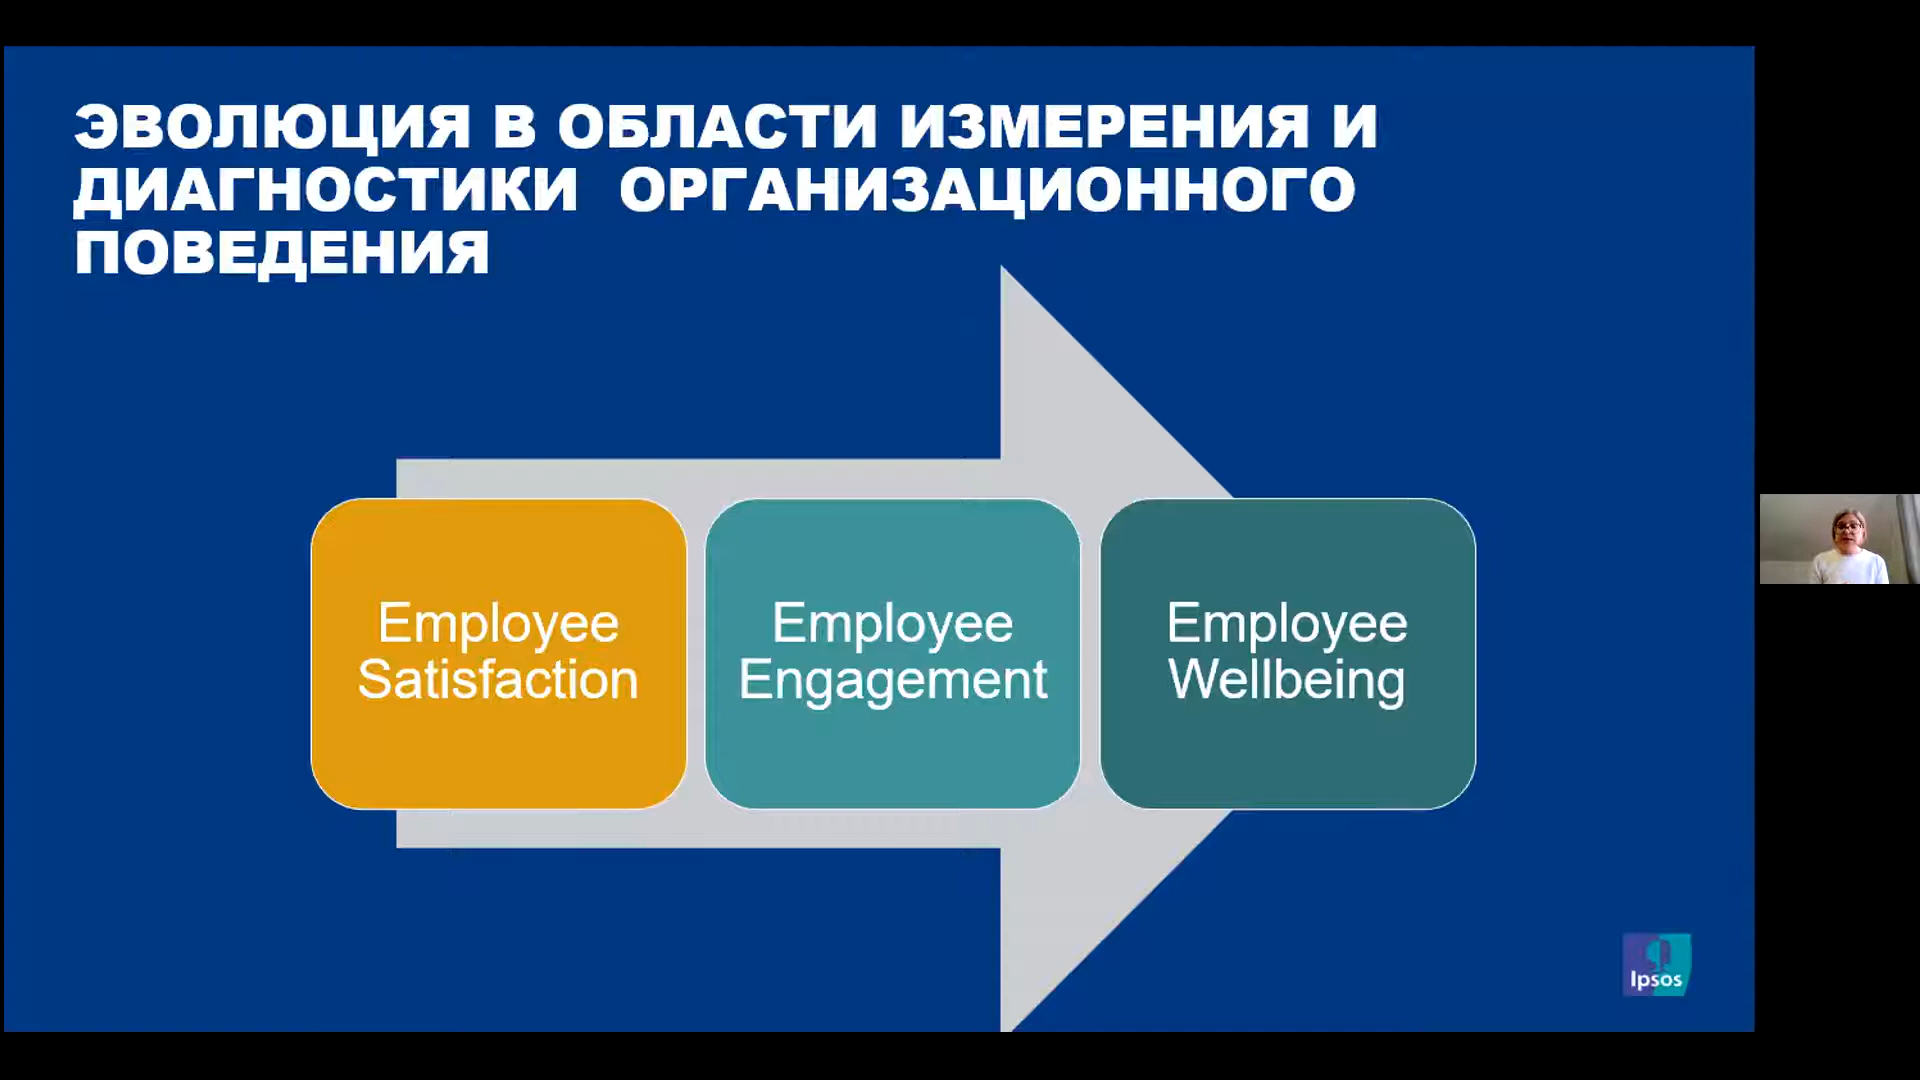 ЭВОЛЮЦИЯ В ОБЛАСТИ ИЗМЕРЕНИЯ И
ДИАГНОСТИКИ ОРГАНИЗАЦИОННОГО
ПОВЕДЕНИЯ
Employee
Satisfaction
Employee
Engagement
Employee
Wellbeing
Ipsos